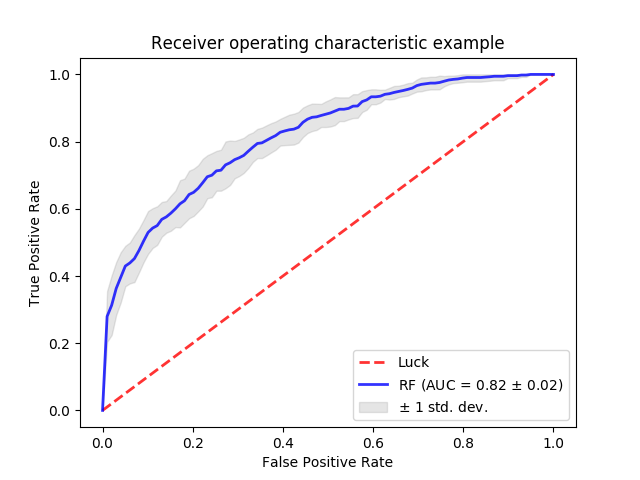 Receiver operating characteristic example
True Positive Rate
1.0
0.8
0.6
0.4
0.2
0.0
Luck
RF (AUC = 0.82 ± 0.02)
± 1 std. dev.
0.0 0.2 0.4 0.6 0.8 1.0
False Positive Rate